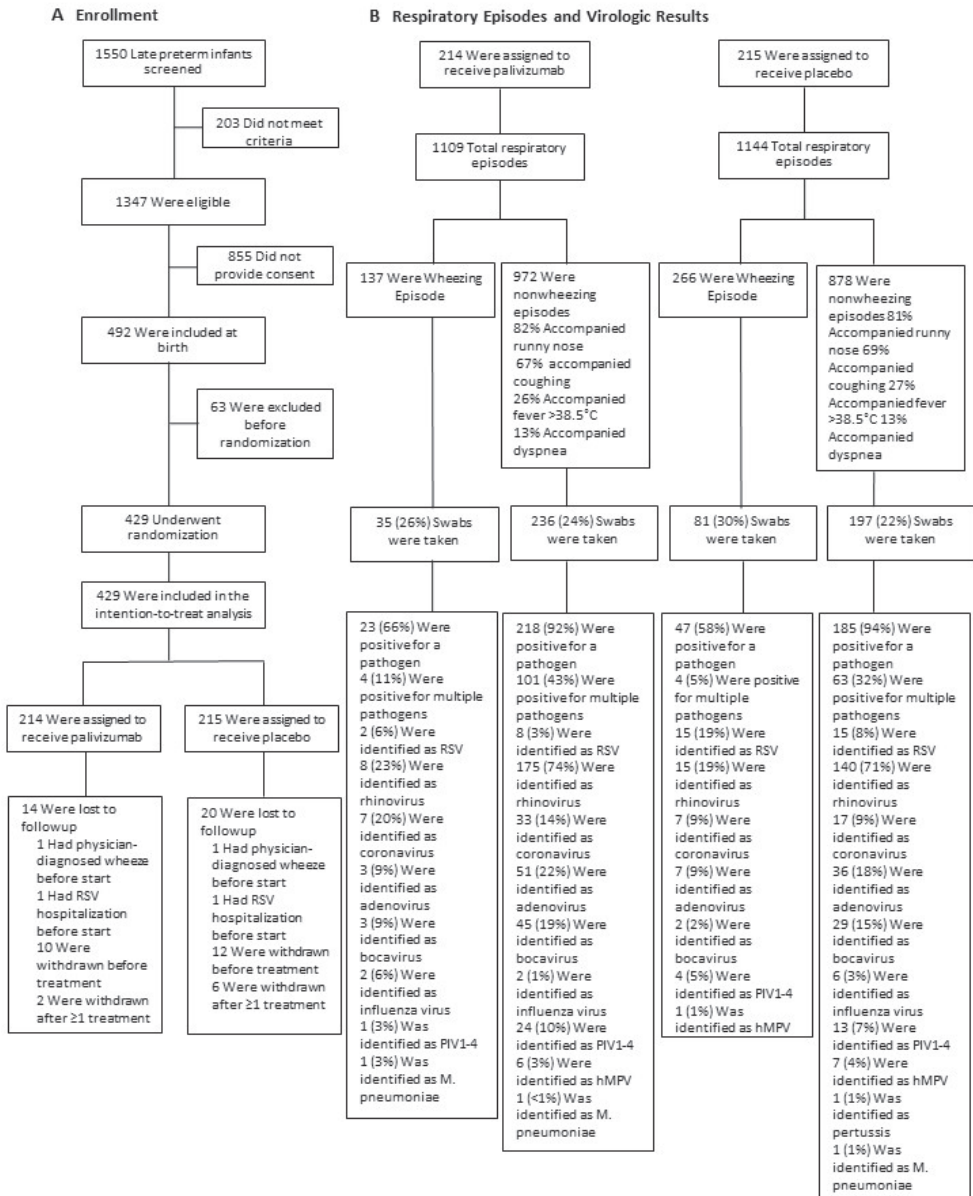 A Enrollment
1550 Late preterm infants
screened
203 Did not meet
criteria
1347 Were eligible
855 Did not
provide consent
492 Were included at
birth
63 Were excluded
before
randomization
429 Underwent
randomization
429 Were included in the
intention-to-treat analysis
214 Were assigned to
receive palivizumab
14 Were lost to
followup
1 Had physician-
diagnosed wheeze
before start
1 Had RSV
hospitalization
before start
10 Were
withdrawn before
treatment
2 Were withdrawn
after ≥1 treatment
215 Were assigned to
receive placebo
20 Were lost to
followup
1 Had physician-
diagnosed wheeze
before start
1 Had RSV
hospitalization
before start
12 Were withdrawn
before treatment
6 Were withdrawn
after ≥1 treatment
B Respiratory Episodes and Virologic Results
214 Were assigned to
receive palivizumab
1109 Total respiratory
episodes
137 Were Wheezing
Episode
35 (26%) Swabs
were taken
23 (66%) Were
positive for a
pathogen
4 (11%) Were
positive for multiple
pathogens
2 (6%) Were
identified as RSV
8 (23%) Were
identified as
rhinovirus
7 (20%) Were
identified as
coronavirus
3 (9%) Were
identified as
adenovirus
3 (9%) Were
identified as
bocavirus
2 (6%) Were
identified as
influenza virus
1 (3%) Was
identified as PIV1-4
1 (3%) Was
identified as M.
pneumoniae
972 Were
nonwheezing
episodes
82% Accompanied
runny nose
67% accompanied
coughing
26% Accompanied
fever >38.5°C
13% Accompanied
dyspnea
236 (24%) Swabs
were taken
218 (92%) Were
positive for a
pathogen
101 (43%) Were
positive for multiple
pathogens
8 (3%) Were
identified as RSV
175 (74%) Were
identified as
rhinovirus
33 (14%) Were
identified as
coronavirus
51 (22%) Were
identified as
adenovirus
45 (19%) Were
identified as
bocavirus
2 (1%) Were
identified as
influenza virus
24 (10%) Were
identified as PIV1-4
6 (3%) Were
identified as hMPV
1 (<1%) Was
identified as M.
pneumoniae
215 Were assigned to
receive placebo
1144 Total respiratory
episodes
266 Were Wheezing
Episode
81 (30%) Swabs
were taken
47 (58%) Were
positive for a
pathogen
4 (5%) Were positive
for multiple
pathogens
15 (19%) Were
identified as RSV
15 (19%) Were
identified as
rhinovirus
7 (9%) Were
identified as
coronavirus
7 (9%) Were
identified as
adenovirus
2 (2%) Were
identified as
bocavirus
4 (5%) Were
identified as PIV1-4
1 (1%) Was
identified as hMPV
878 Were
nonwheezing
episodes 81%
Accompanied runny
nose 69%
Accompanied
coughing 27%
Accompanied fever
>38.5°C 13%
Accompanied
dyspnea
197 (22%) Swabs
were taken
185 (94%) Were
positive for a
pathogen
63 (32%) Were
positive for multiple
pathogens
15 (8%) Were
identified as RSV
140 (71%) Were
identified as
rhinovirus
17 (9%) Were
identified as
coronavirus
36 (18%) Were
identified as
adenovirus
29 (15%) Were
identified as
bocavirus
6 (3%) Were
identified as
influenza virus
13 (7%) Were
identified as PIV1-4
7 (4%) Were
identified as hMPV
1 (1%) Was
identified as
pertussis
1 (1%) Was
identified as M.
pneumoniae